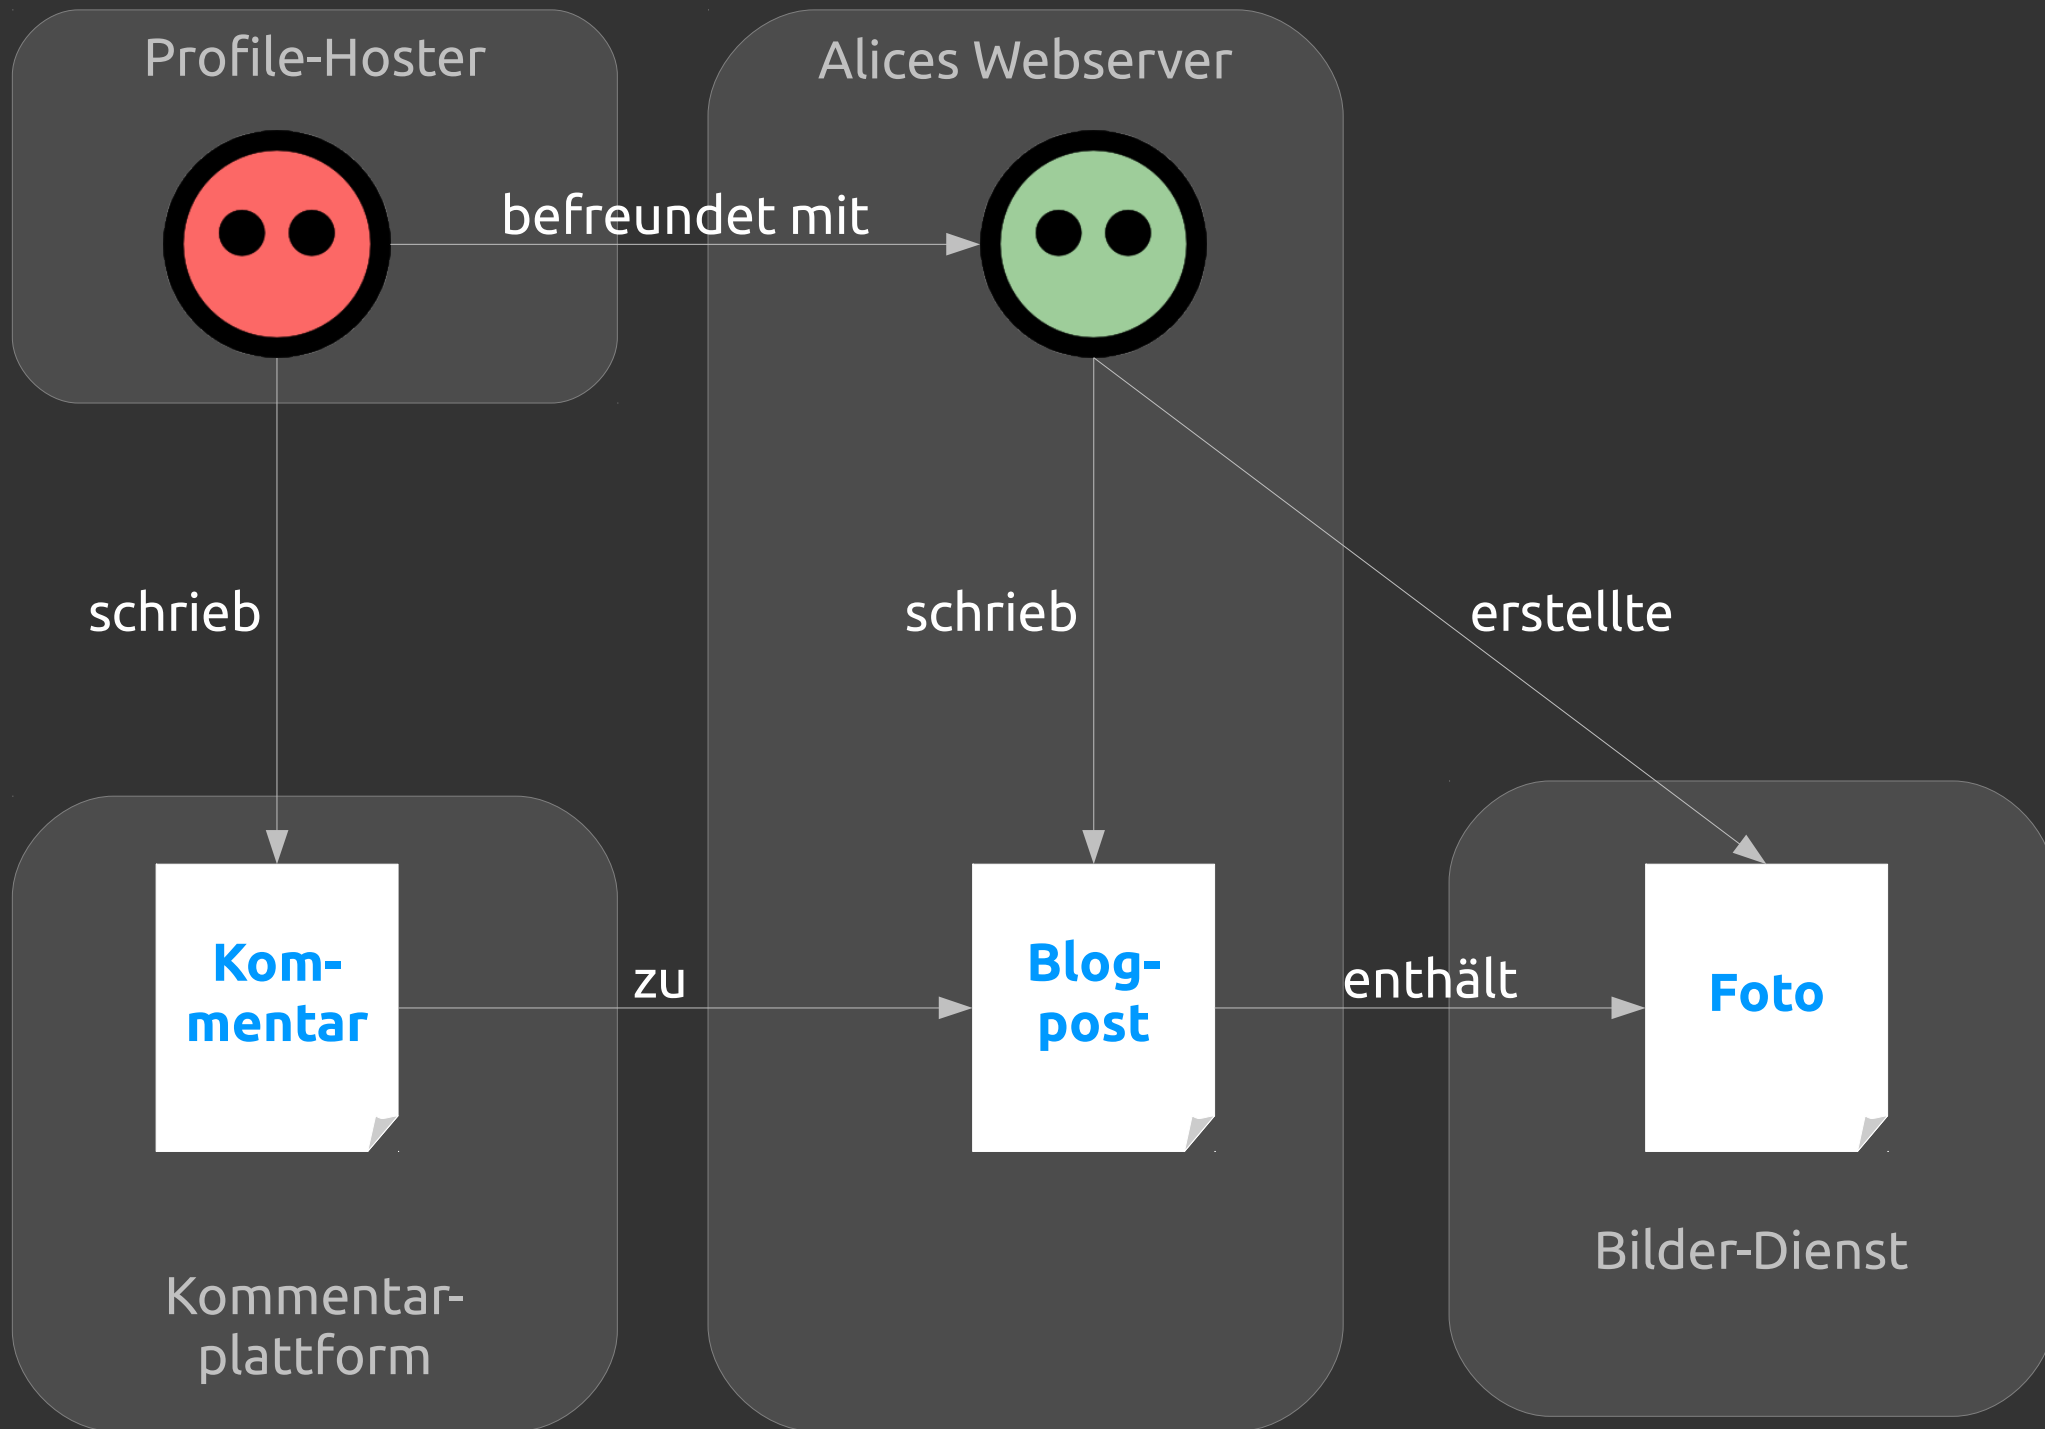 Profile-Hoster
Alices Webserver
befreundet mit
schrieb
schrieb
erstellte
Kom-
mentar
zu
Blog-
post
enthält
Foto
Bilder-Dienst
Kommentar-
plattform